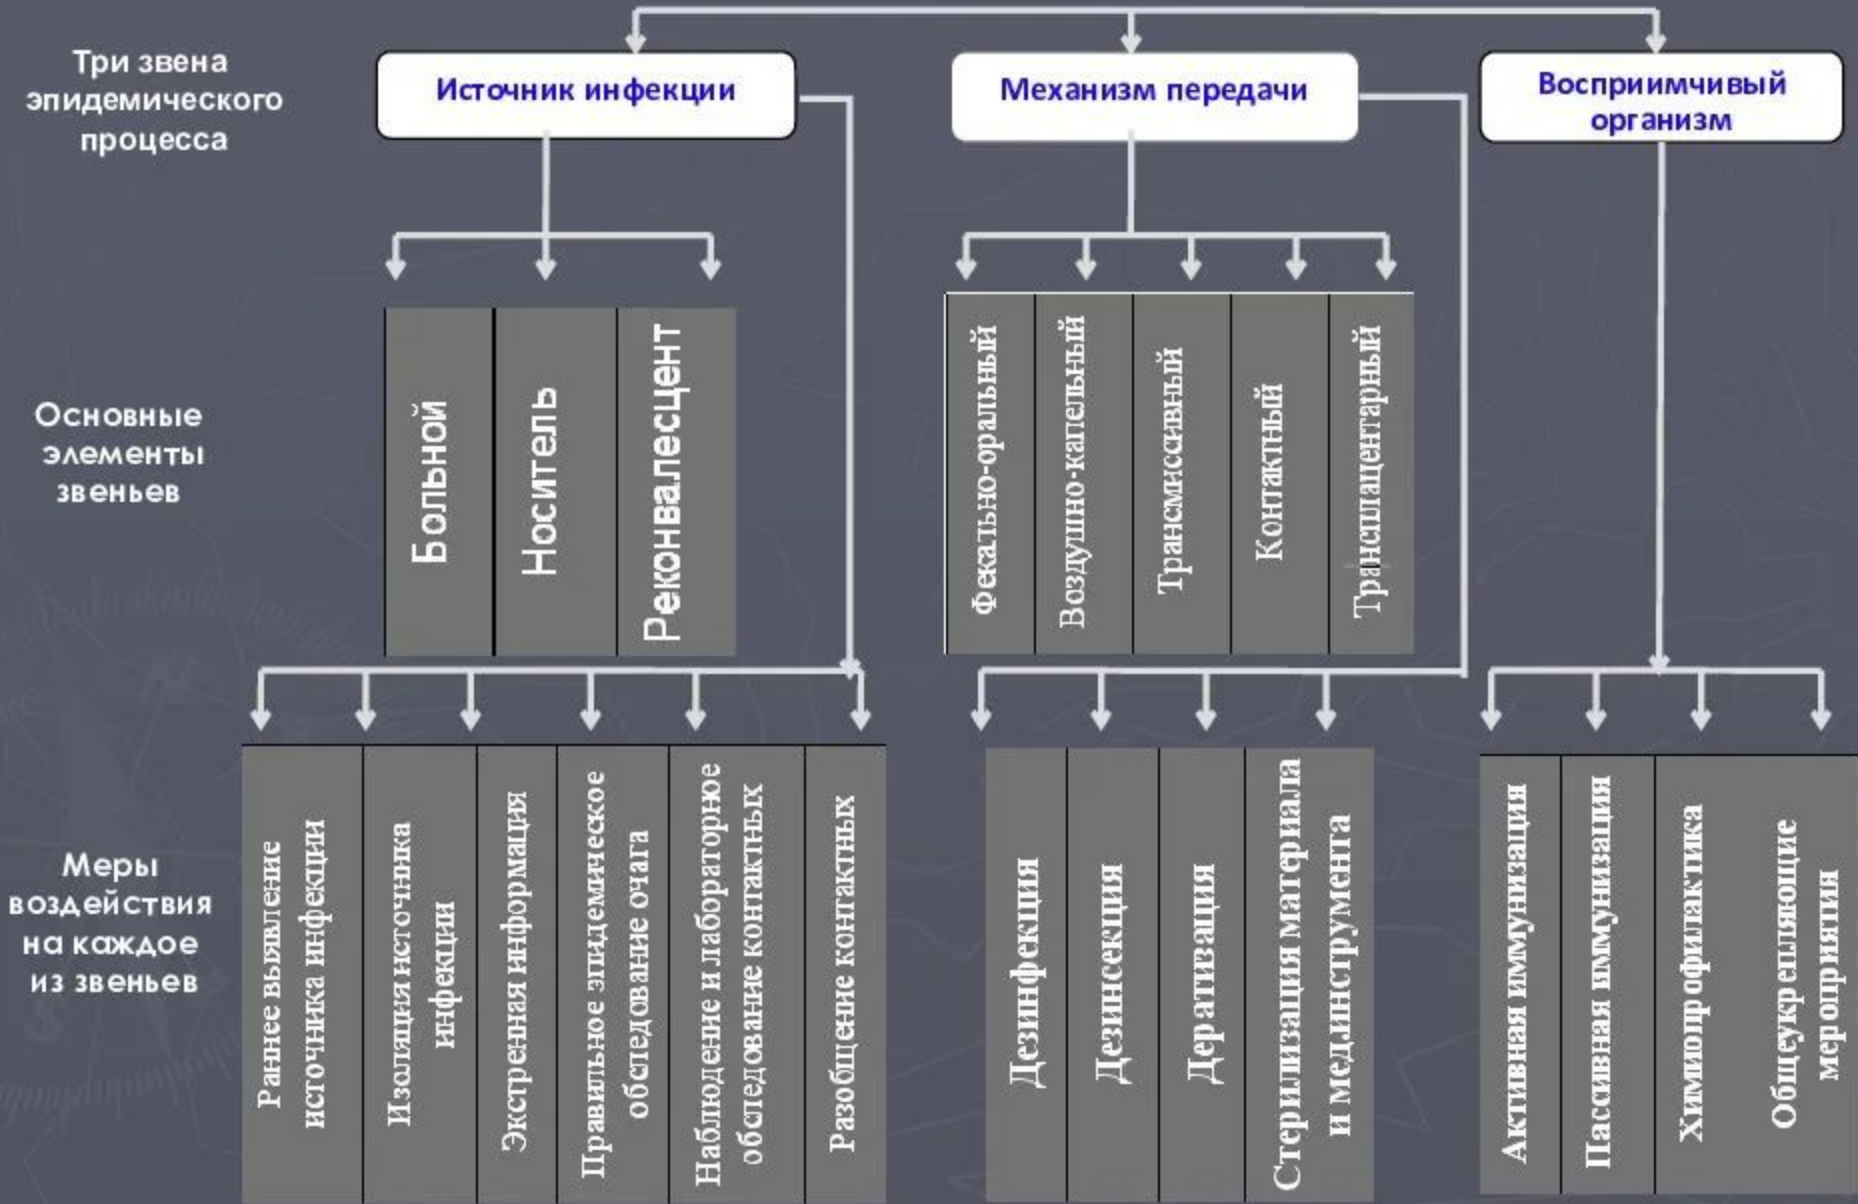 Три звена
эпидемического
процесса
Источник инфекции
Механизм передачи
Восприимчивый
организм
Основные
элементы
звеньев
Больной
Носитель
Реконвалесцент
Фекально-оральный
Воздушно-капельный
Трансмиссивный
Контактный
Трансплацентарный
Меры
воздействия
на каждое
из звеньев
Раннее выявление
источника инфекции
Изоляция источника
инфекции
Экстренная информация
Правильное эпидемическое
обследование очага
Наблюдение и лабораторное
обследование контактных
Разобщение контактных
Дезинфекция
Дезинсекция
Дератизация
Стерилизация материала
и мед.инструмента
Активная иммунизация
Пассивная иммунизация
Химиопрофилактика
Общеукрепляющие
мероприятия